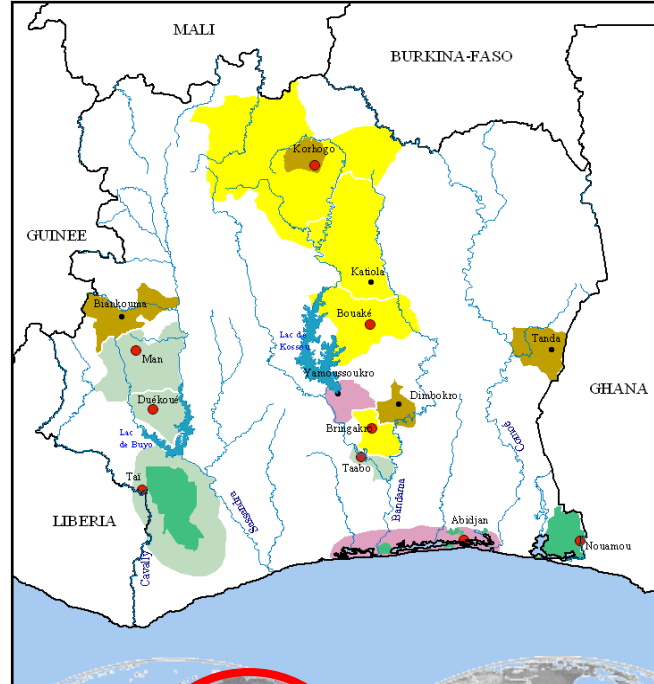 MALI
BURKINA-FASO
Korhogo
GUINEE
Katiola
Biankouma
Bouaké
Lac de
Kossou
Tanda
Man
Yamoussoukro
GHANA
Duékoué
Dimbokro
Bringakro
Lac
de Buyo
Comoé
Taabo
Taï
Sassandra
Bandama
LIBERIA
Abidjan
Nouamou
Cavally